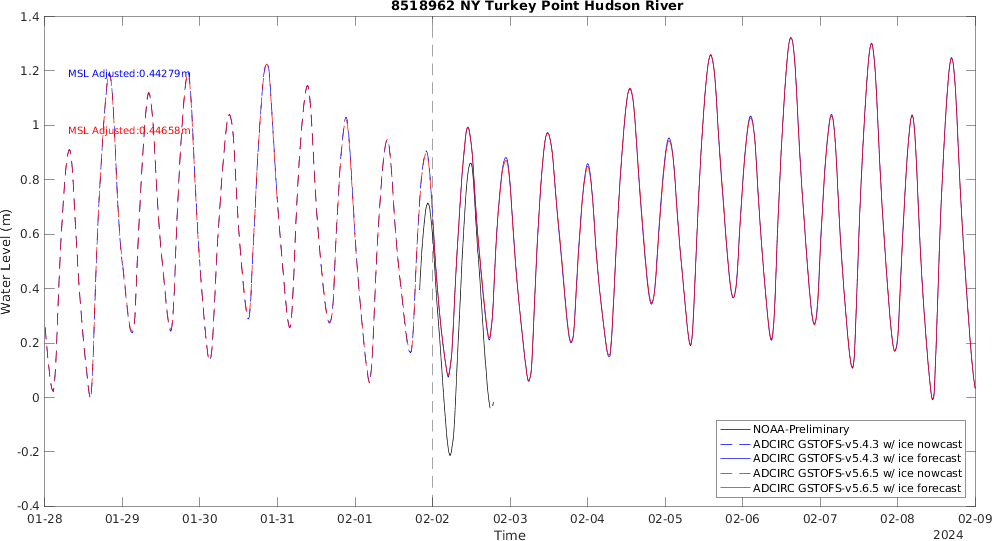 8518962 NY Turkey Point Hudson River
1.4
1.2
1
0.8
0.6
0.4
0.2
0
-0.2
-0.4
Water Level (m)
MSL Adjusted:0.44279m
MSL Adjusted:0.44658m
NOAA-Preliminary
ADCIRC GSTOFS-v5.4.3 w/ ice nowcast
ADCIRC GSTOFS-v5.4.3 w/ ice forecast
ADCIRC GSTOFS-v5.6.5 w/ ice nowcast
ADCIRC GSTOFS-v5.6.5 w/ ice forecast
01-28 01-29 01-30 01-31 02-01 02-02 02-03 02-04 02-05 02-06 02-07 02-08 02-09
Time
2024